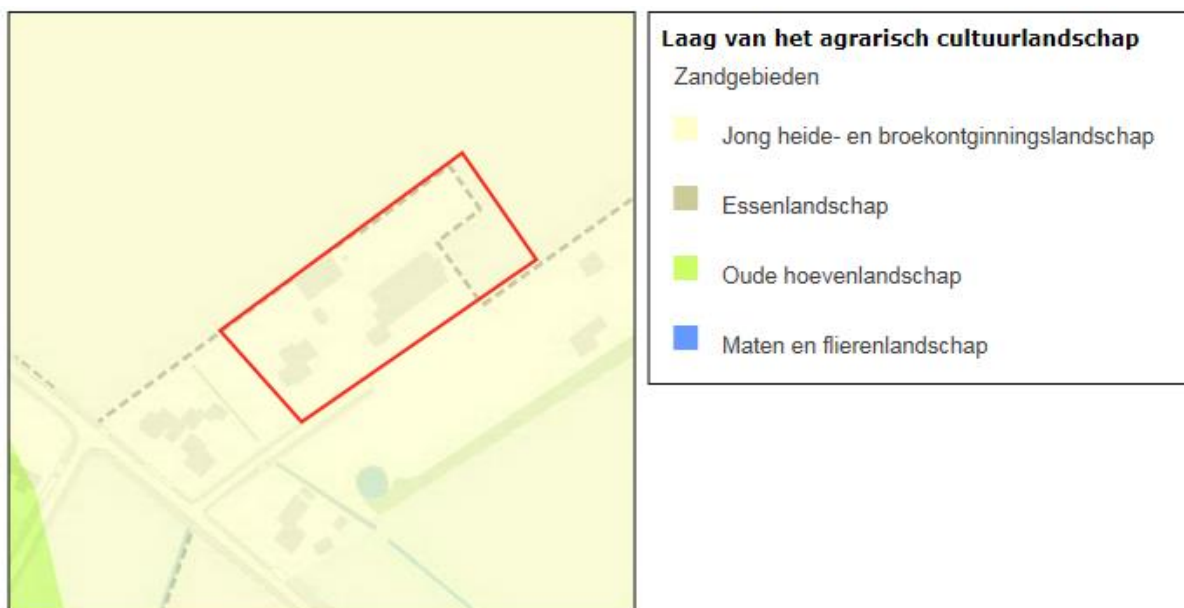 Laag van het agrarisch cultuurlandschap
Zandgebieden
Jong heide- en broekontginningslandschap
Essenlandschap
Oude hoevenlandschap
Maten en flierenlandschap